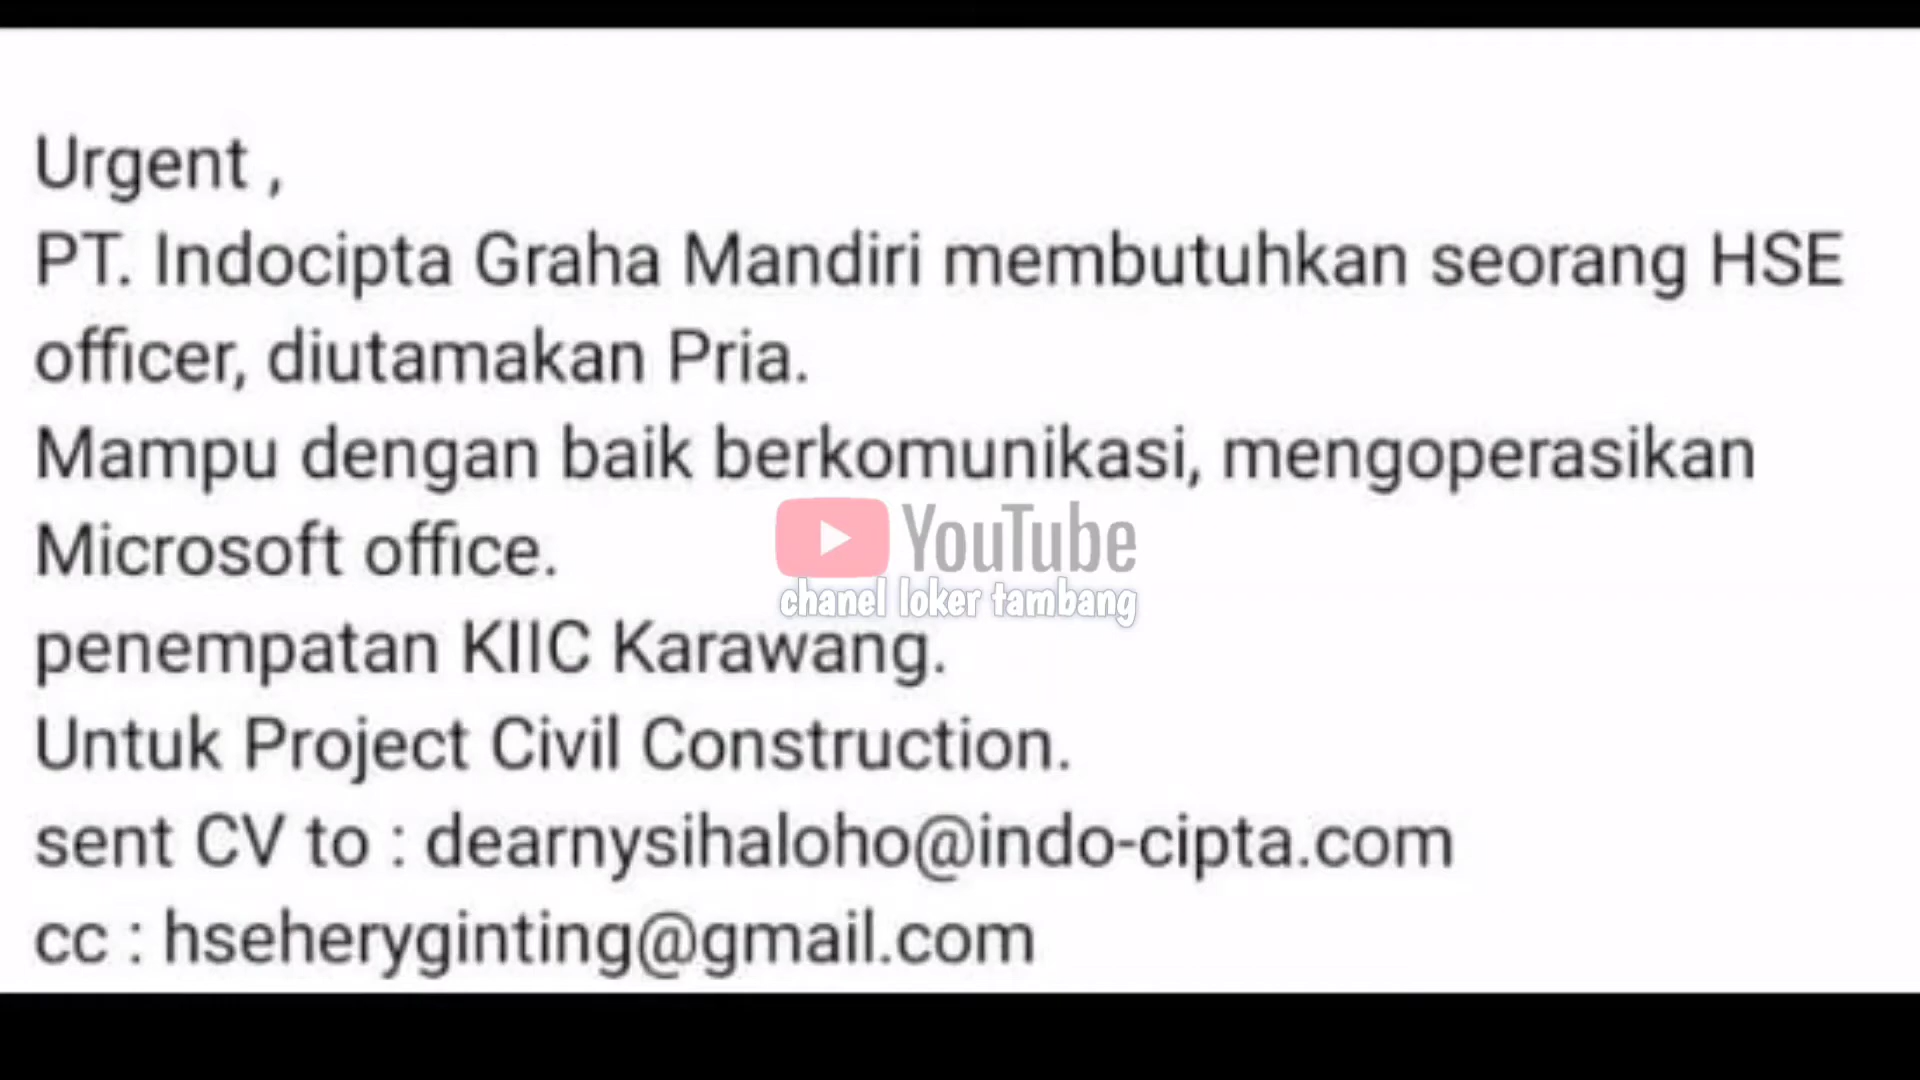 Urgent ,
PT. Indocipta Graha Mandiri membutuhkan seorang HSE
officer, diutamakan Pria.
Mampu dengan baik berkomunikasi, mengoperasikan
Microsoft office.
YouTube
chanel loker tambang
penempatan KIIC Karawang.
Untuk Project Civil Construction.
sent CV to : dearnysihaloho@indo-cipta.com
cc : hseheryginting@gmail.com